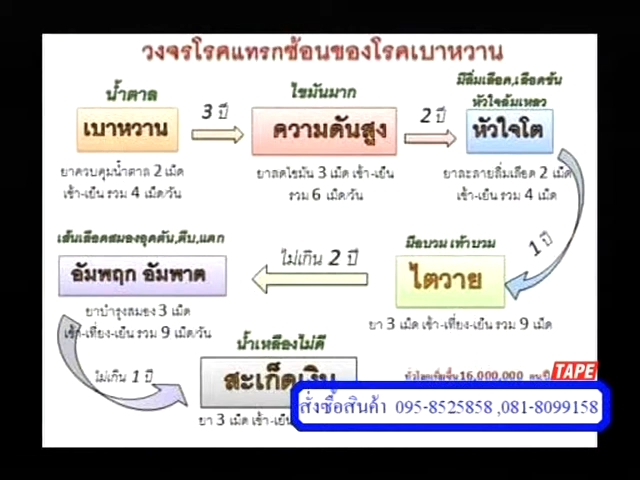 วงจรโรคแทรกซ้อนของโรคเบาหวาน
น้ำตาล
เบาหวาน
ยาควบคุมน้ำตาล 2 เม็ด
เช้า-เย็น รวม 4 เม็ด/วัน
3 ปี
ไขมันมาก
ความดันสูง
ยาลดไขมัน 3 เม็ด เช้า-เย็น
รวม 6 เม็ด/วัน
2 ปี
มีลิ่มเลือด,เลือดข้น
หัวใจล้มเหลว
หัวใจโต
ยาละลายลิ่มเลือด 2 เม็ด
เช้า-เย็น รวม 4 เม็ด
1 ปี
มือบวม เท้าบวม
ไตวาย
ยา 3 เม็ด เช้า-เที่ยง-เย็น รวม 9 เม็ด
ไม่เกิน 2 ปี
เส้นเลือดสมองอุดตัน,ตีบ,แตก
อัมพฤก อัมพาต
ยาบำรุงสมอง 3 เม็ด
เช้า-เที่ยง-เย็น รวม 9 เม็ด/วัน
ไม่เกิน 1 ปี
น้ำเหลืองไม่ดี
สะเก็ดเงิน
ยา 3 เม็ด เช้า-เ
16,000,000
TAPE
สั่งซื้อสินค้า 095-8525858 ,081-8099158